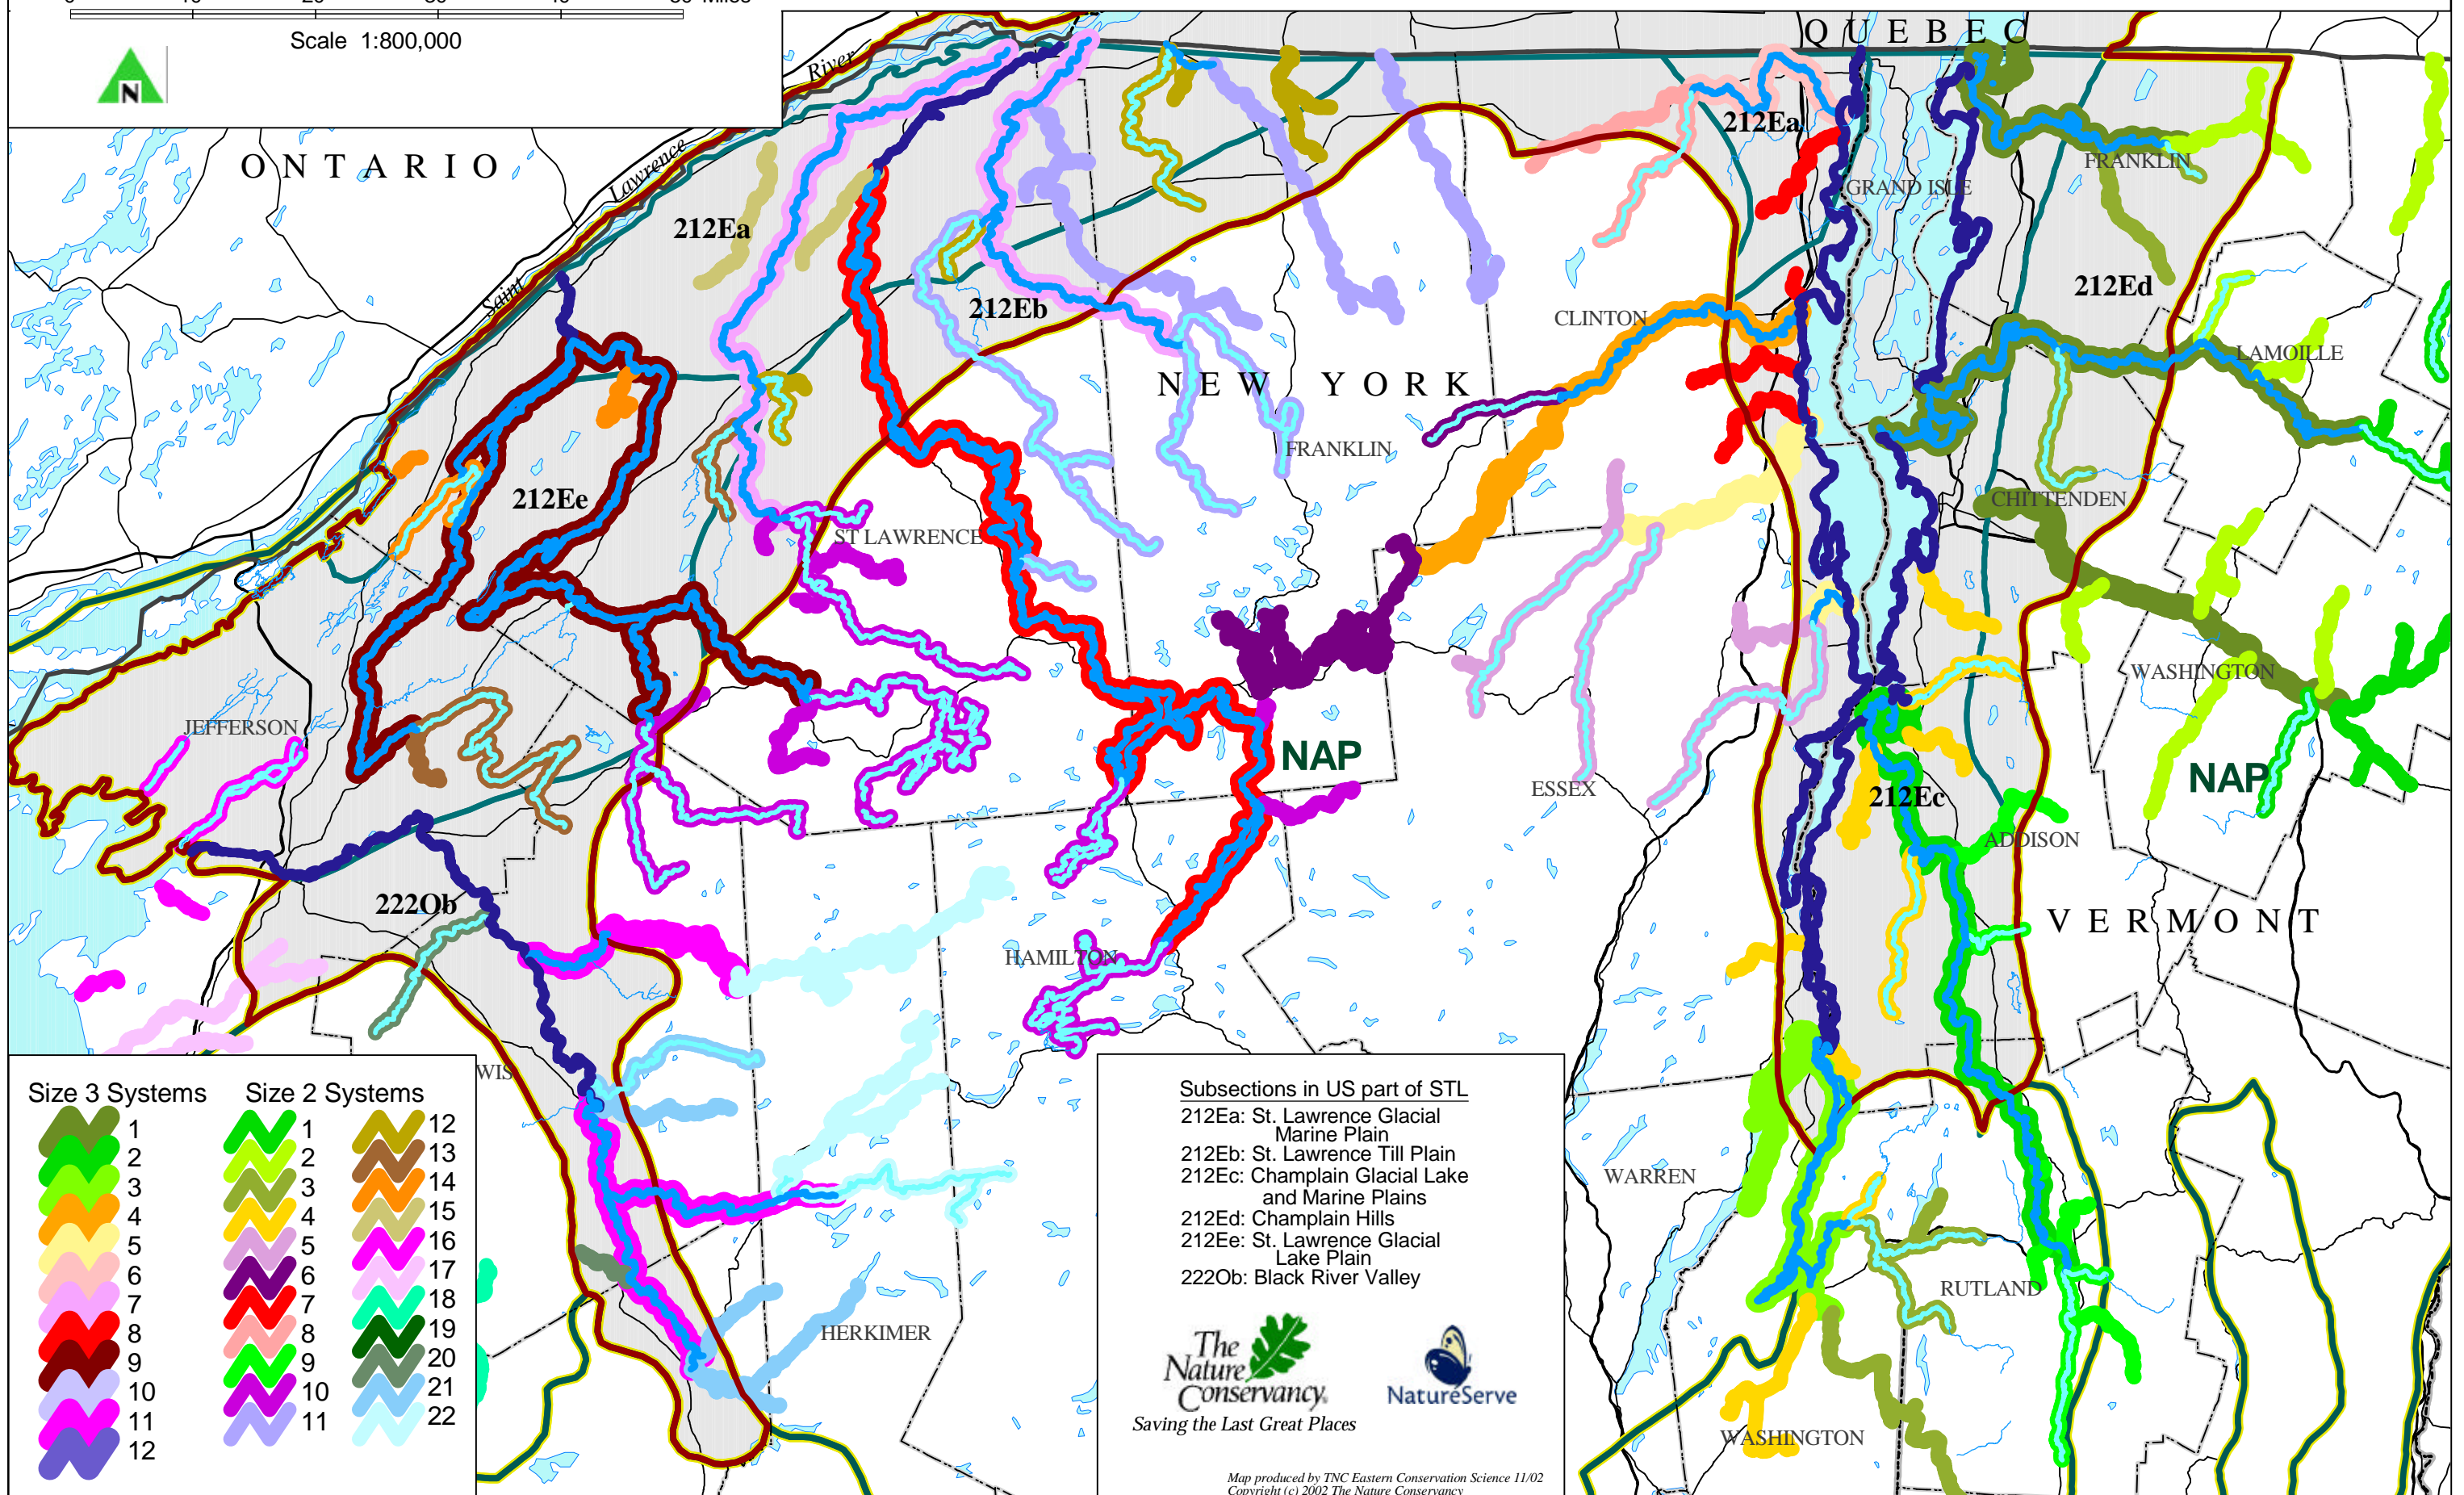 Miles
Scale 1:800,000
N
QUEBEC
River
ONTARIO
Lawrence
Saint
212Ea
212Ea
FRANKLIN
GRAND ISLE
212Eb
212Ed
CLINTON
LAMOILLE
NEW YORK
FRANKLIN
212Ee
CHITTENDEN
ST LAWRENCE
WASHINGTON
JEFFERSON
NAP
NAP
ESSEX
212Ec
ADDISON
222Ob
VERMONT
HAMILTON
WIS
WARREN
RUTLAND
HERKIMER
WASHINGTON
Size 3 Systems
1
2
3
4
5
6
7
8
9
10
11
12
Size 2 Systems
1
2
3
4
5
6
7
8
9
10
11
12
13
14
15
16
17
18
19
20
21
22
Subsections in US part of STL
212Ea: St. Lawrence Glacial
Marine Plain
212Eb: St. Lawrence Till Plain
212Ec: Champlain Glacial Lake
and Marine Plains
212Ed: Champlain Hills
212Ee: St. Lawrence Glacial
Lake Plain
222Ob: Black River Valley
The
Nature
Conservancy.
Saving the Last Great Places
NatureServe
Map produced by TNC Eastern Conservation Science 11/02
Copyright (c) 2002 The Nature Conservancy